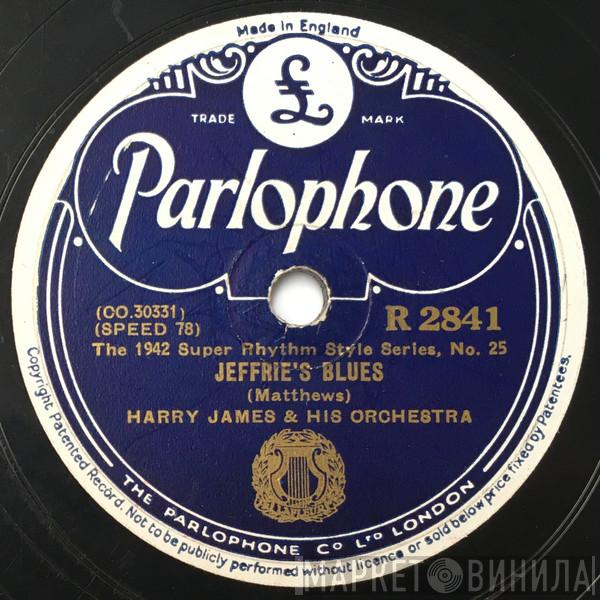 Made in England
£
TRADE MARK
Parlophone
(CO.30331)
(SPEED 78)
R 2841
The 1942 Super Rhythm Style Series, No. 25
JEFFRIE'S BLUES
(Matthews)
HARRY JAMES & HIS ORCHESTRA
THE PARLOPHONE Co LTD LONDON
Copyright Patented Record. Not to be publicly performed without licence or sold below price fixed by Patentees.
МАРКЕТ ВИНИЛА